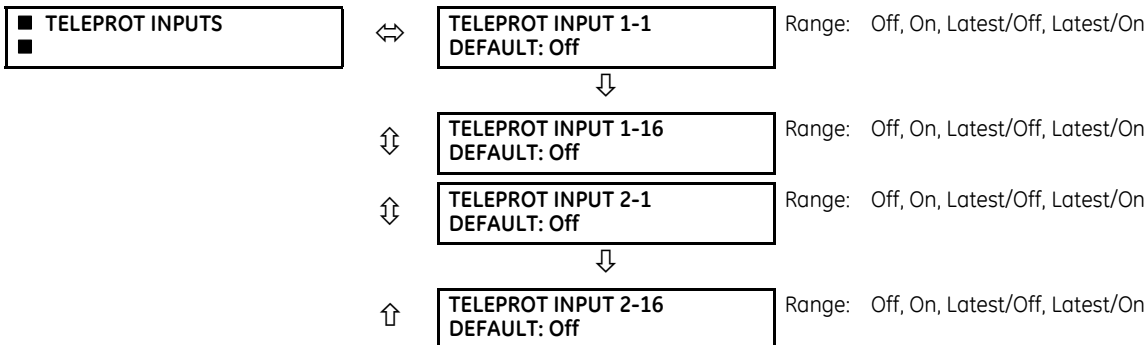 ■ TELEPROT INPUTS
■
TELEPROT INPUT 1-1
DEFAULT: Off
Range: Off, On, Latest/Off, Latest/On
TELEPROT INPUT 1-16
DEFAULT: Off
Range: Off, On, Latest/Off, Latest/On
TELEPROT INPUT 2-1
DEFAULT: Off
Range: Off, On, Latest/Off, Latest/On
TELEPROT INPUT 2-16
DEFAULT: Off
Range: Off, On, Latest/Off, Latest/On